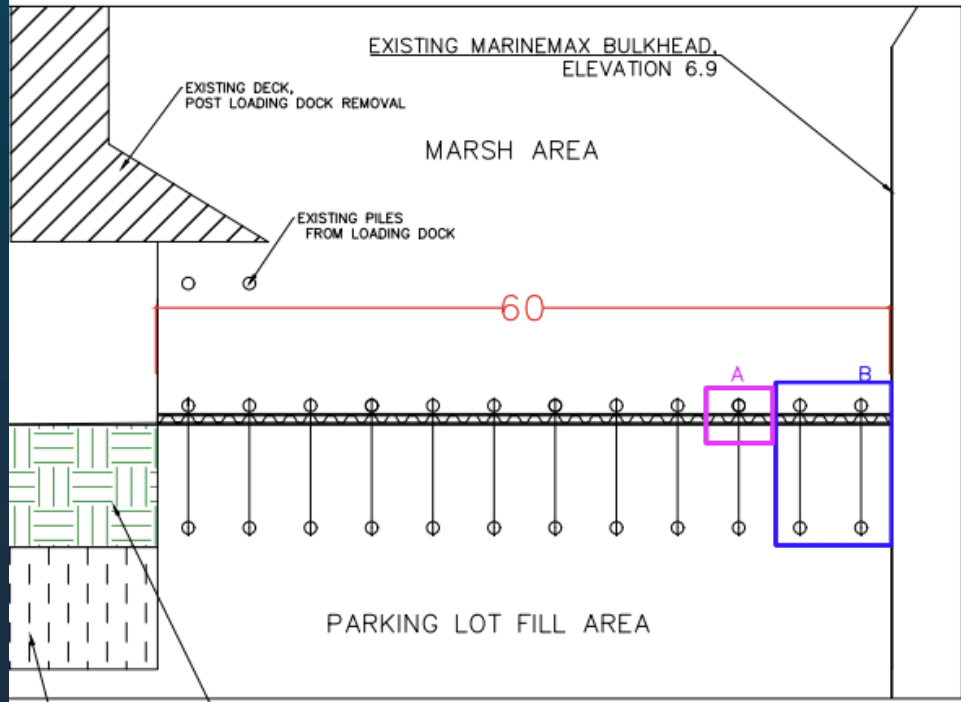 EXISTING MARINEMAX BULKHEAD,
ELEVATION 6.9
EXISTING DECK,
POST LOADING DOCK REMOVAL
MARSH AREA
EXISTING PILES
FROM LOADING DOCK
60
A
B
PARKING LOT FILL AREA